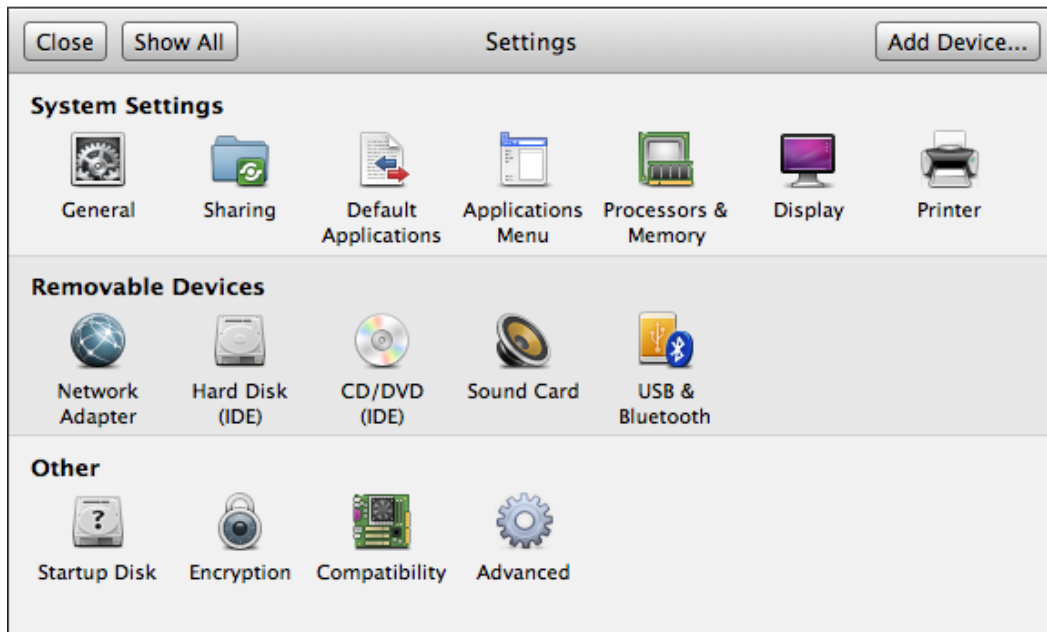 Close Show All Settings Add Device...
System Settings
General Sharing Default Applications Applications Menu Processors & Memory Display Printer
Removable Devices
Network Adapter Hard Disk (IDE) CD/DVD (IDE) Sound Card USB & Bluetooth
Other
?
Startup Disk Encryption Compatibility Advanced